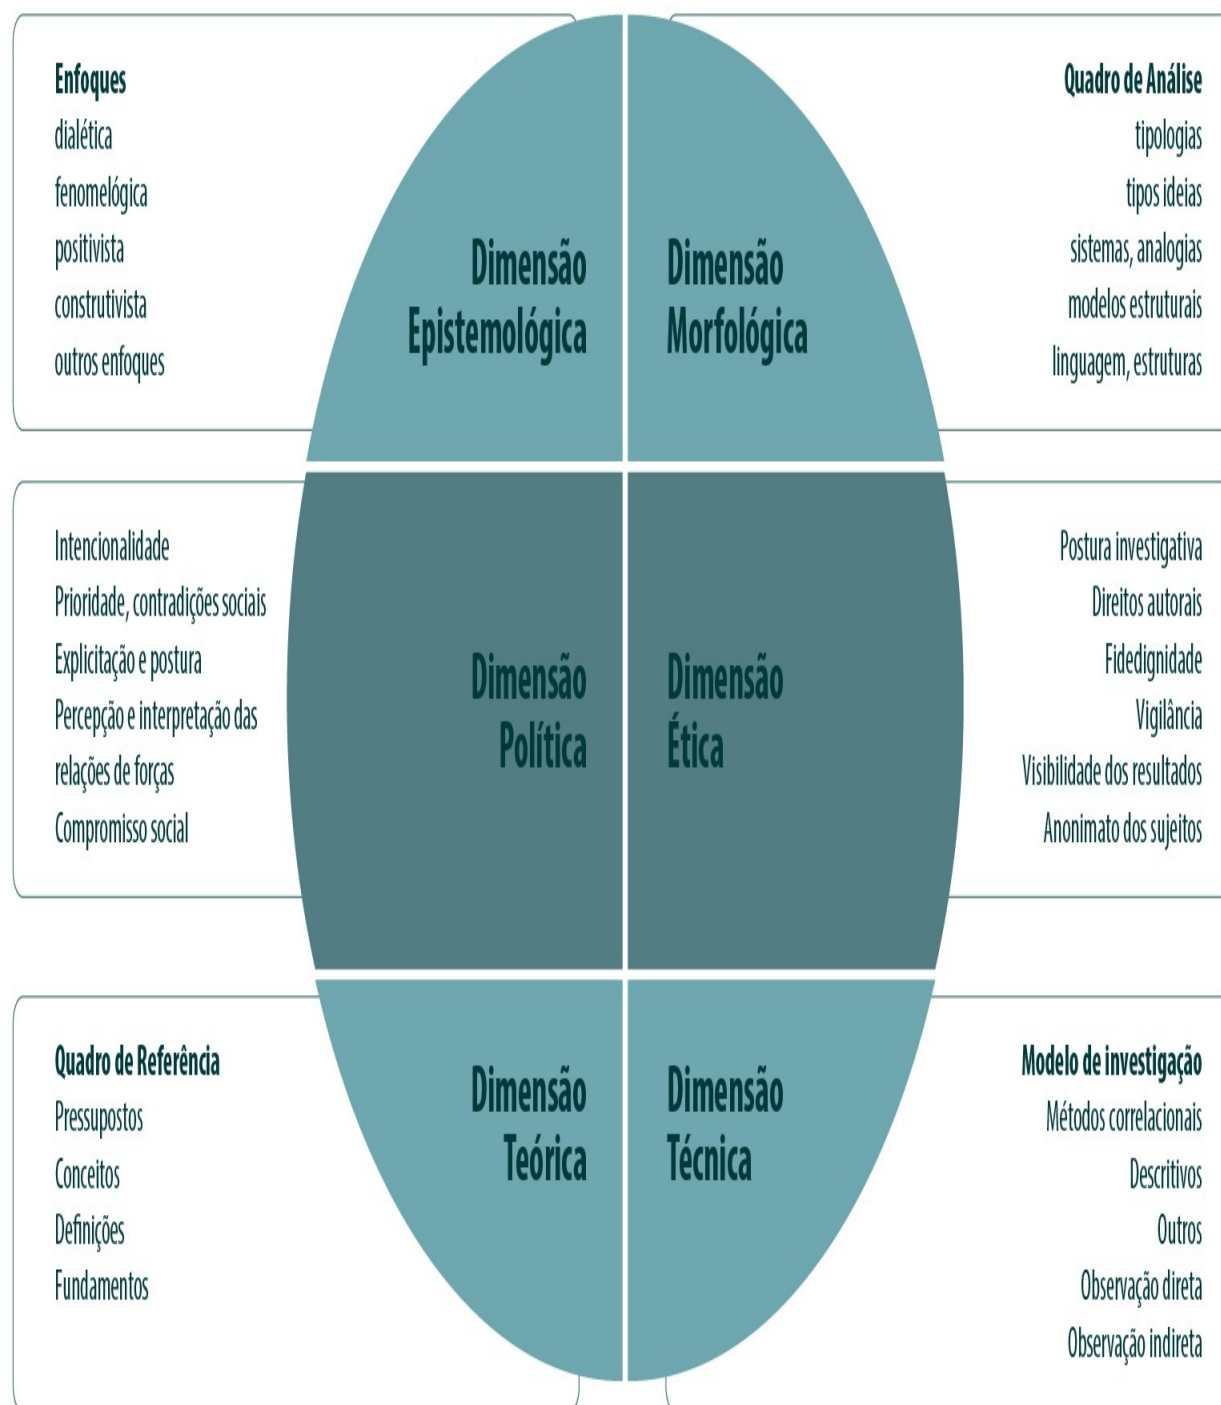 Enfoques
dialética
fenomelógica
positivista
construtivista
outros enfoques
Dimensão
Epistemológica
Dimensão
Morfológica
Quadro de Análise
tipologias
tipos ideias
sistemas, analogias
modelos estruturais
linguagem, estruturas
Intencionalidade
Prioridade, contradições sociais
Explicitação e postura
Percepção e interpretação das
relações de forças
Compromisso social
Dimensão
Política
Dimensão
Ética
Postura investigativa
Direitos autorais
Fidedignidade
Vigilância
Visibilidade dos resultados
Anonimato dos sujeitos
Quadro de Referência
Pressupostos
Conceitos
Definições
Fundamentos
Dimensão
Teórica
Dimensão
Técnica
Modelo de investigação
Métodos correlacionais
Descritivos
Outros
Observação direta
Observação indireta